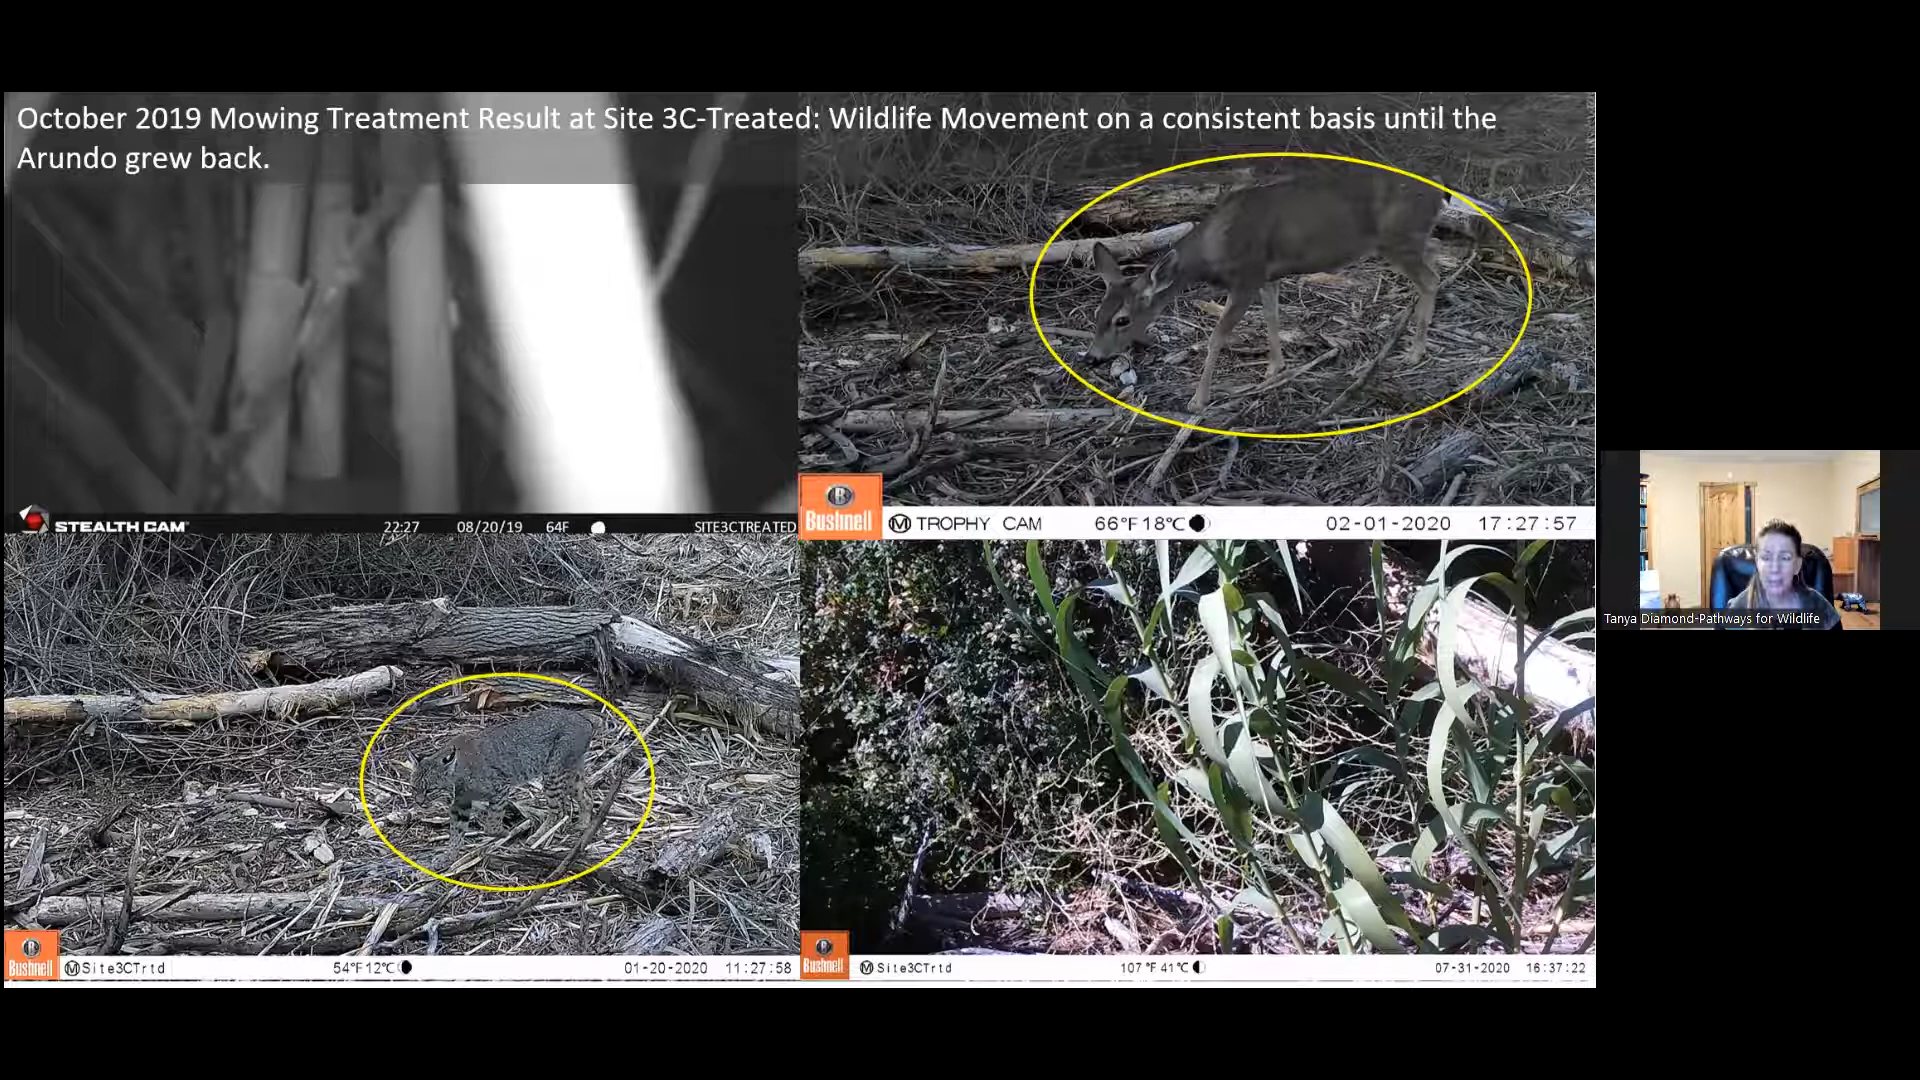 October 2019 Mowing Treatment Result at Site 3C-Treated: Wildlife Movement on a consistent basis until the
Arundo grew back.
STEALTH CAM 22:27 08/20/19 64F SITE3CTREATED
Bushnell M TROPHY CAM 66°F 18°C 02-01-2020 17:27:57
Bushnell M Site3CTrtd 54°F 12°C 01-20-2020 11:27:58
Bushnell M Site3CTrtd 107°F 41°C 07-31-2020 16:37:22
Tanya Diamond-Pathways for Wildlife